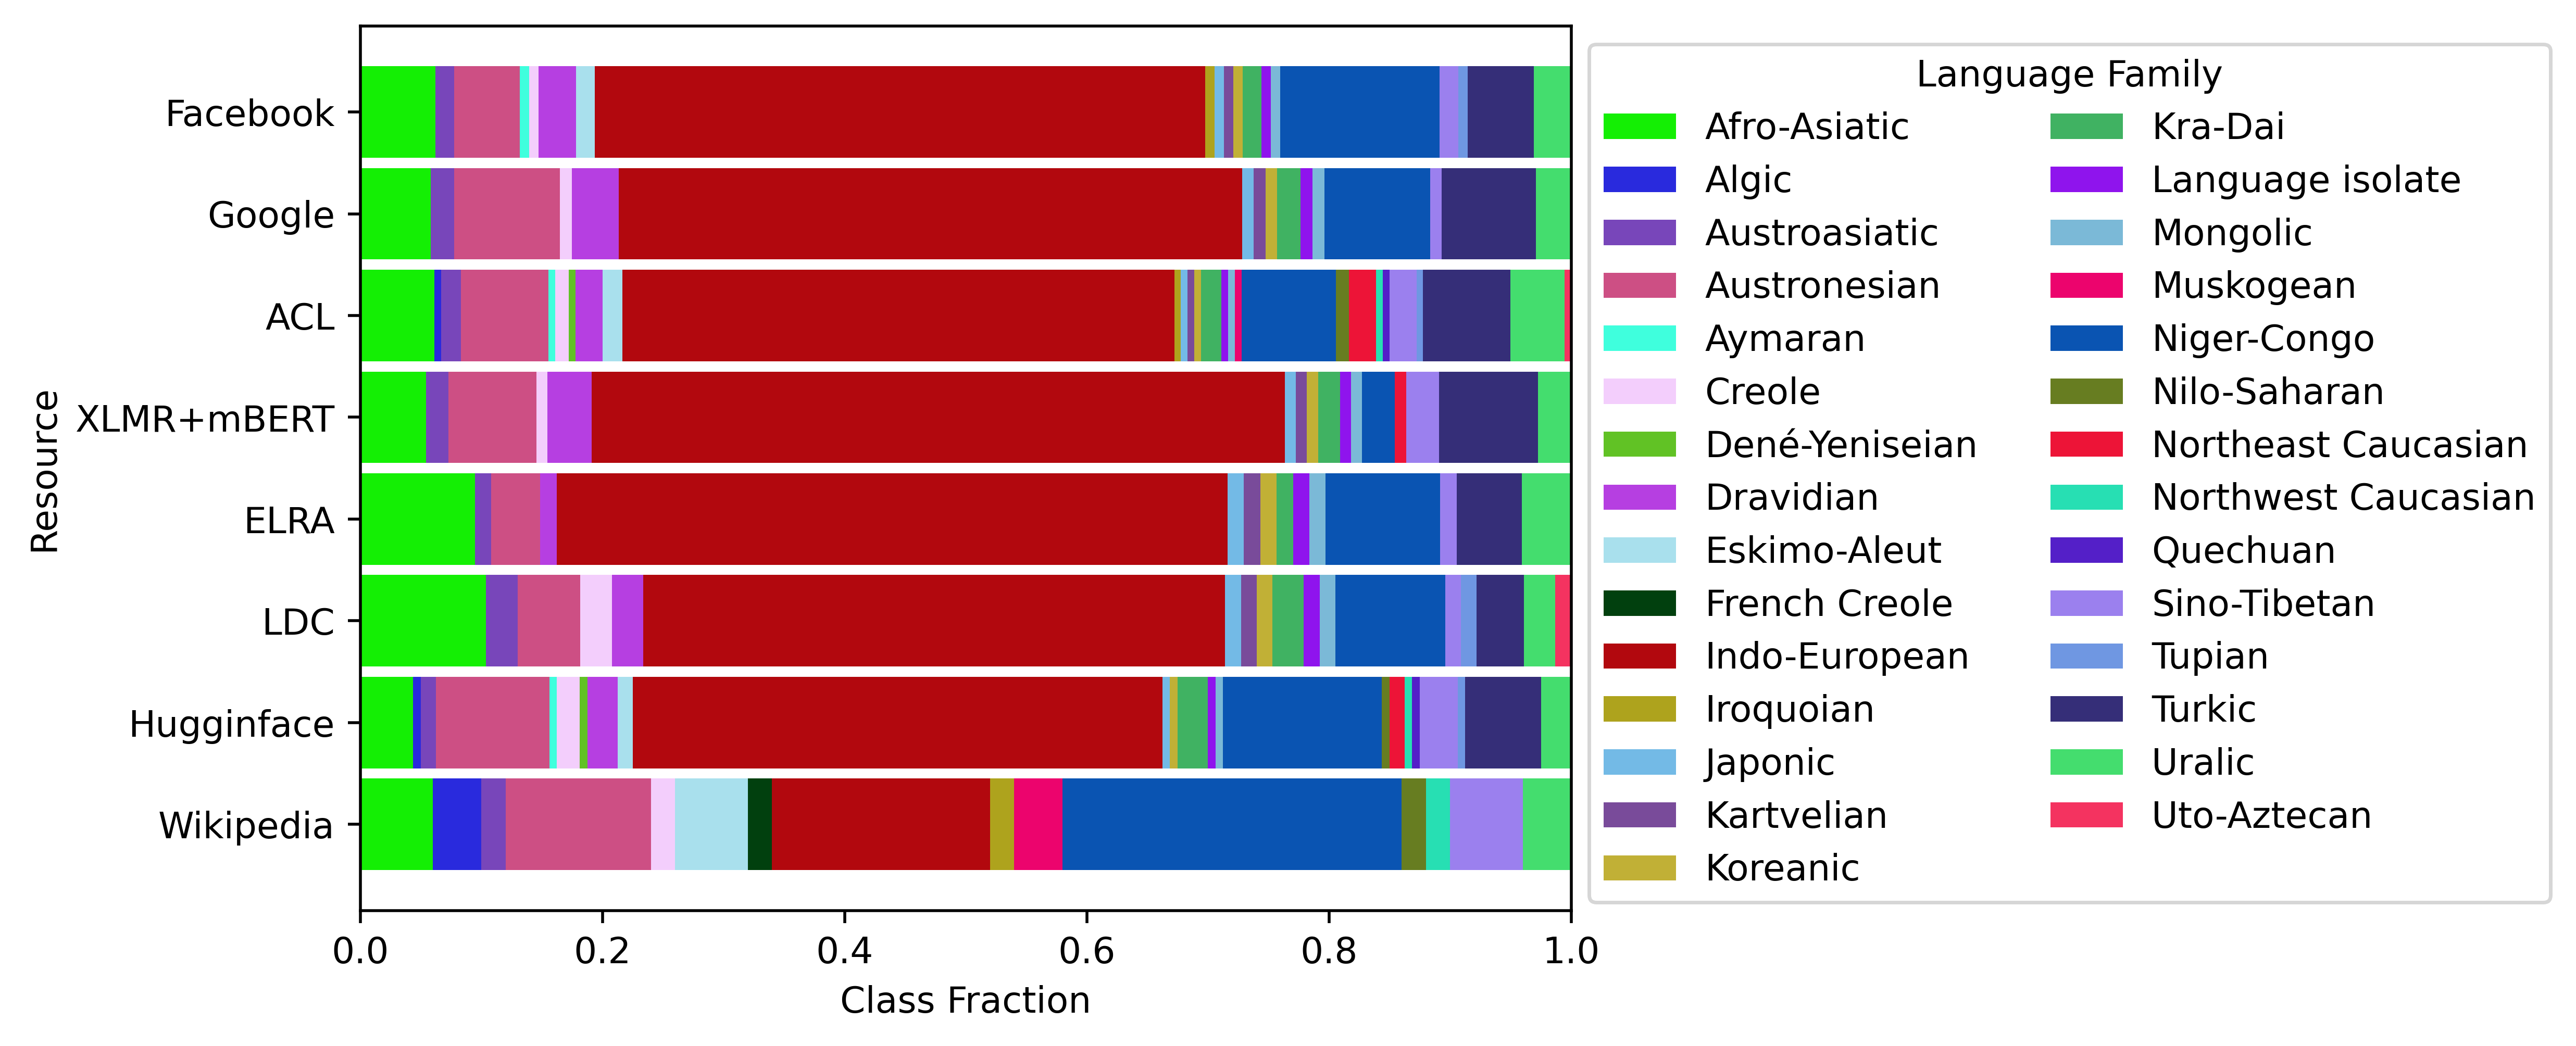 Resource
Facebook
Google
ACL
XLMR+mBERT
ELRA
LDC
Hugginface
Wikipedia
0.0 0.2 0.4 0.6 0.8 1.0
Class Fraction
Language Family
Afro-Asiatic
Algic
Austroasiatic
Austronesian
Aymaran
Creole
Dené-Yeniseian
Dravidian
Eskimo-Aleut
French Creole
Indo-European
Iroquoian
Japonic
Kartvelian
Koreanic
Kra-Dai
Language isolate
Mongolic
Muskogean
Niger-Congo
Nilo-Saharan
Northeast Caucasian
Northwest Caucasian
Quechuan
Sino-Tibetan
Tupian
Turkic
Uralic
Uto-Aztecan